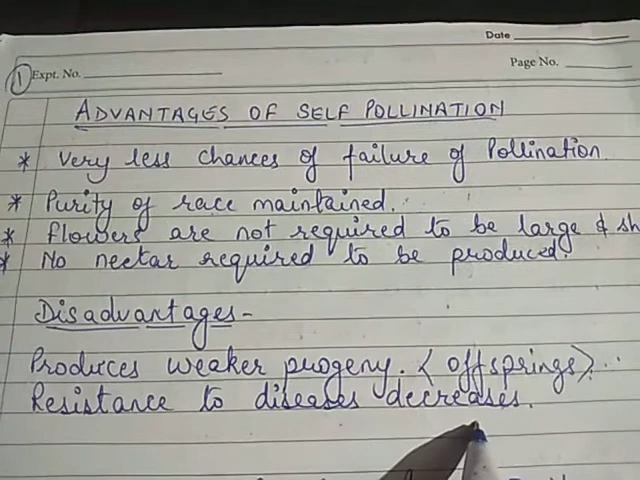 Date
Page No.
1 Expt. No.
ADVANTAGES OF SELF POLLINATION
* Very less chances of failure of Pollination
* Purity of race maintained.
* flowers are not required to be large & sh
* No nectar required to be produced.
Disadvantages -
Produces weaker progeny. < offsprings>.
Resistance to diseases decreases.